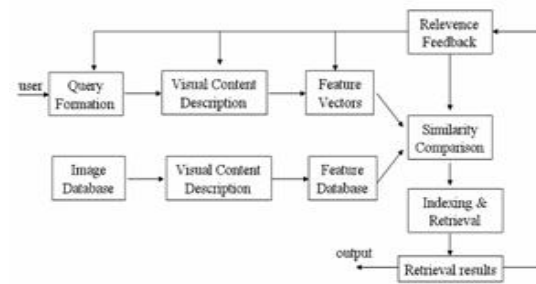 Relevence
Feedback
user
Query
Formation
Visual Content
Description
Feature
Vectors
Similarity
Comparison
Image
Database
Visual Content
Description
Feature
Database
Indexing &
Retrieval
output
Retrieval results